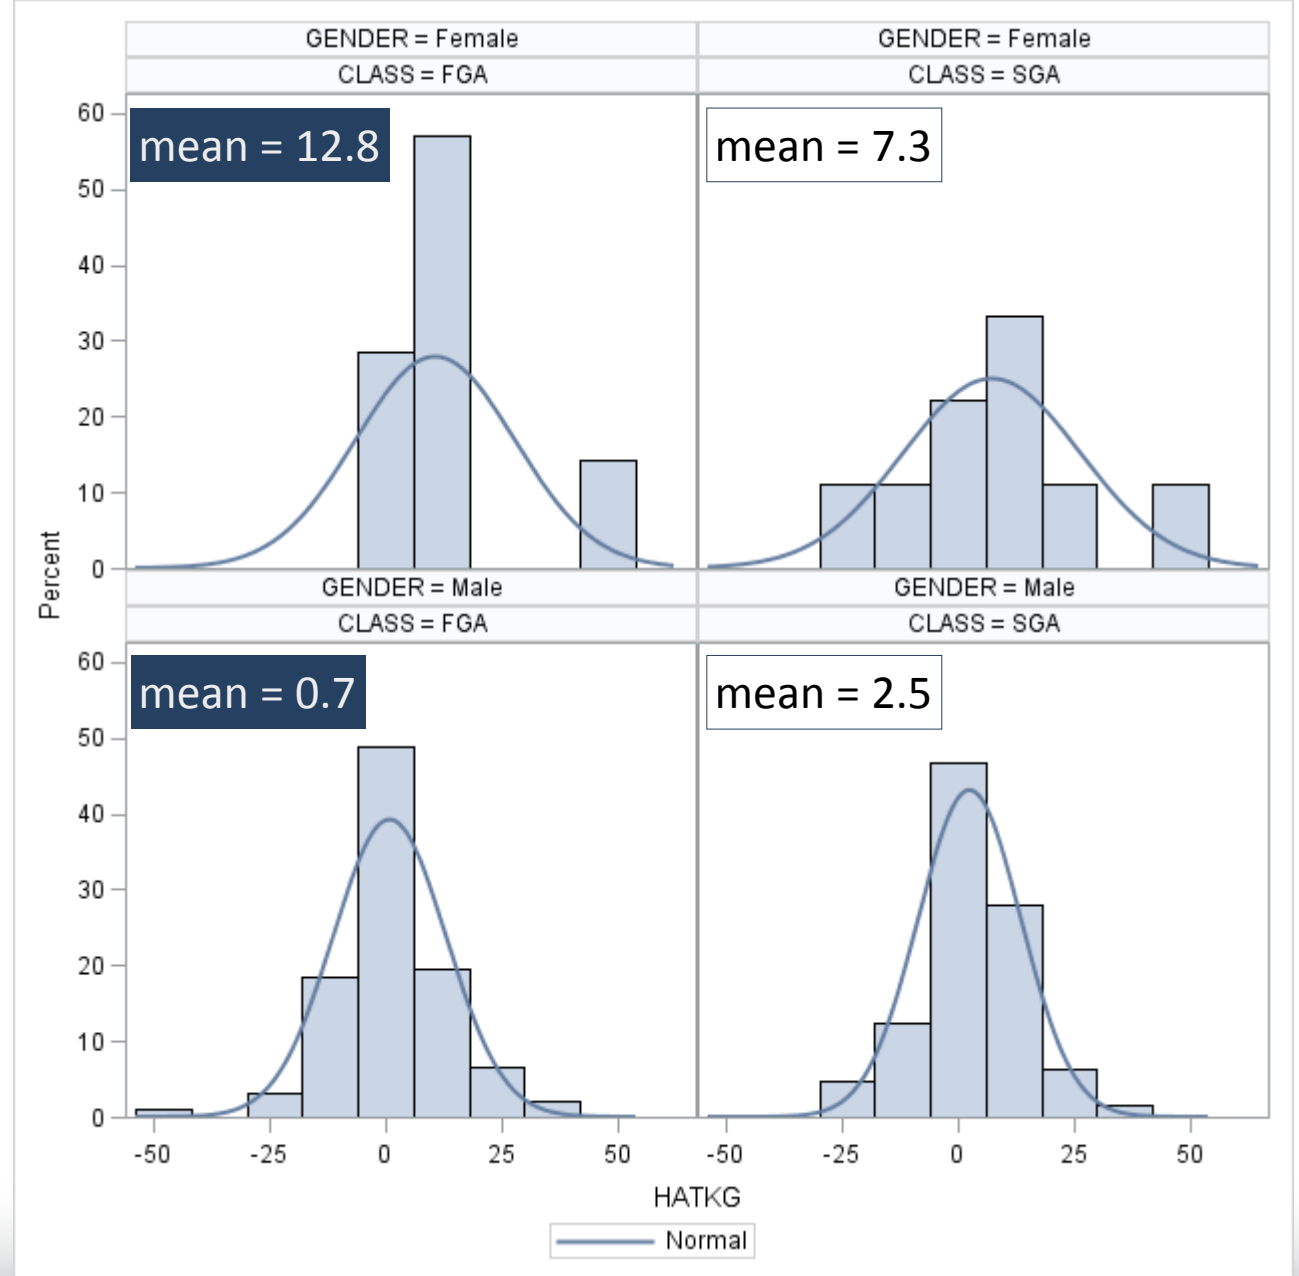 GENDER = Female
GENDER = Female
CLASS = FGA
CLASS = SGA
mean = 12.8
mean = 7.3
60
50
40
30
20
10
0
Percent
GENDER = Male
GENDER = Male
CLASS = FGA
CLASS = SGA
mean = 0.7
mean = 2.5
60
50
40
30
20
10
0
-50 -25 0 25 50
-50 -25 0 25 50
HATKG
Normal